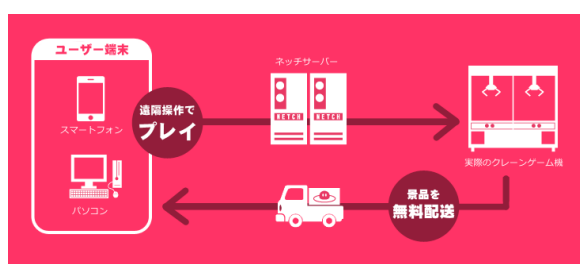 ユーザー端末
スマートフォン
パソコン
遠隔操作で
プレイ
ネッチサーバー
NETCH
NETCH
実際のクレーンゲーム機
景品を
無料配送